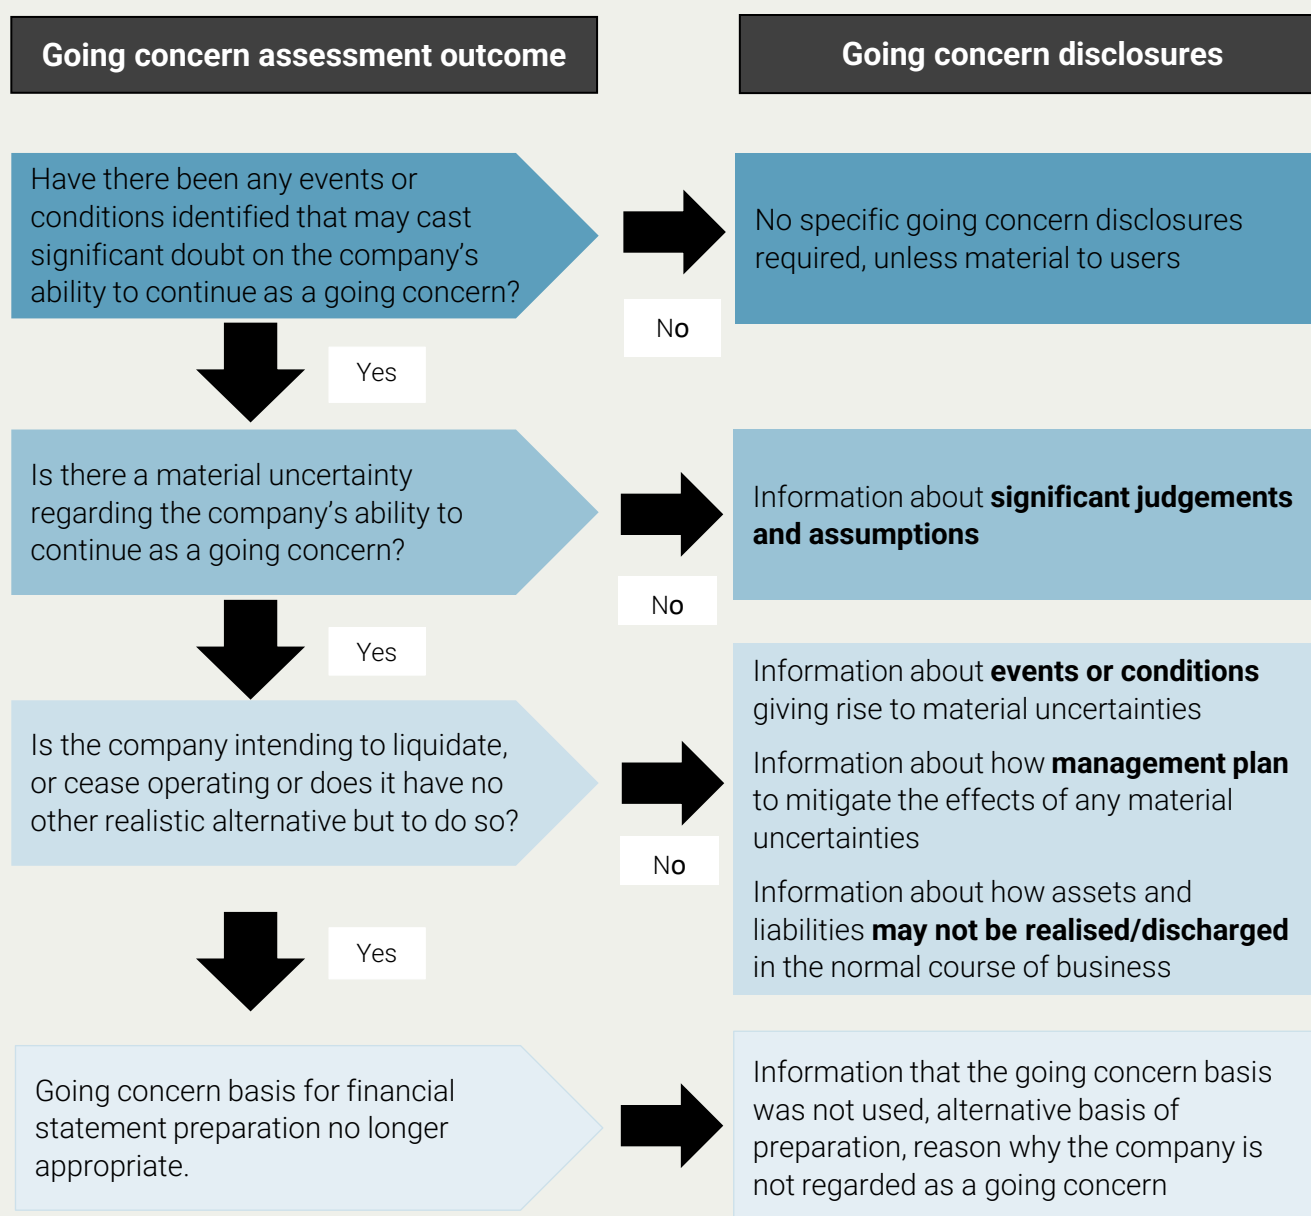 Going concern assessment outcome
Going concern disclosures
Have there been any events or
conditions identified that may cast
significant doubt on the company’s
ability to continue as a going concern?
No
No specific going concern disclosures
required, unless material to users
Yes
Is there a material uncertainty
regarding the company’s ability to
continue as a going concern?
No
Information about significant judgements
and assumptions
Yes
Is the company intending to liquidate,
or cease operating or does it have no
other realistic alternative but to do so?
No
Information about events or conditions
giving rise to material uncertainties
Information about how management plan
to mitigate the effects of any material
uncertainties
Information about how assets and
liabilities may not be realised/discharged
in the normal course of business
Yes
Going concern basis for financial
statement preparation no longer
appropriate.
Information that the going concern basis
was not used, alternative basis of
preparation, reason why the company is
not regarded as a going concern